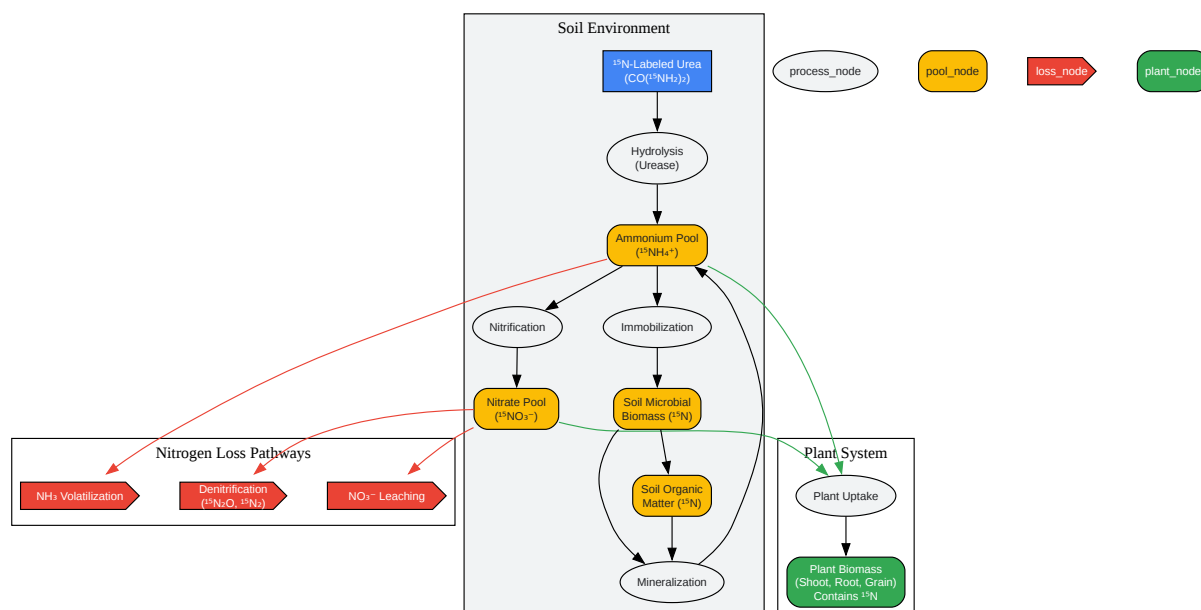 Soil Environment
¹⁵N-Labeled Urea
(CO(¹⁵NH₂)₂)
process_node
pool_node
loss_node
plant_node
Hydrolysis
(Urease)
Ammonium Pool
(¹⁵NH₄⁺)
Nitrification
Immobilization
Nitrate Pool
(¹⁵NO₃⁻)
Soil Microbial
Biomass (¹⁵N)
Nitrogen Loss Pathways
Plant System
NH₃ Volatilization
Denitrification
(¹⁵N₂O, ¹⁵N₂)
NO₃⁻ Leaching
Soil Organic
Matter (¹⁵N)
Plant Uptake
Mineralization
Plant Biomass
(Shoot, Root, Grain)
Contains ¹⁵N